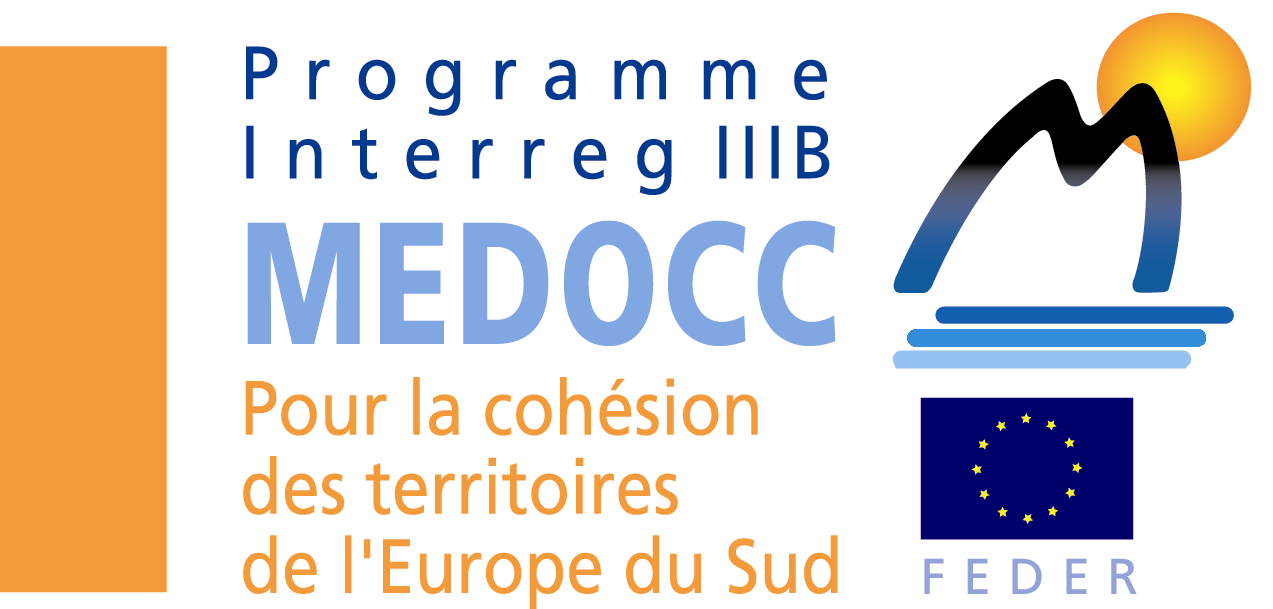 Programme
Interreg IIIB
MEDOCC
Pour la cohésion
des territoires
de l'Europe du Sud
FEDER